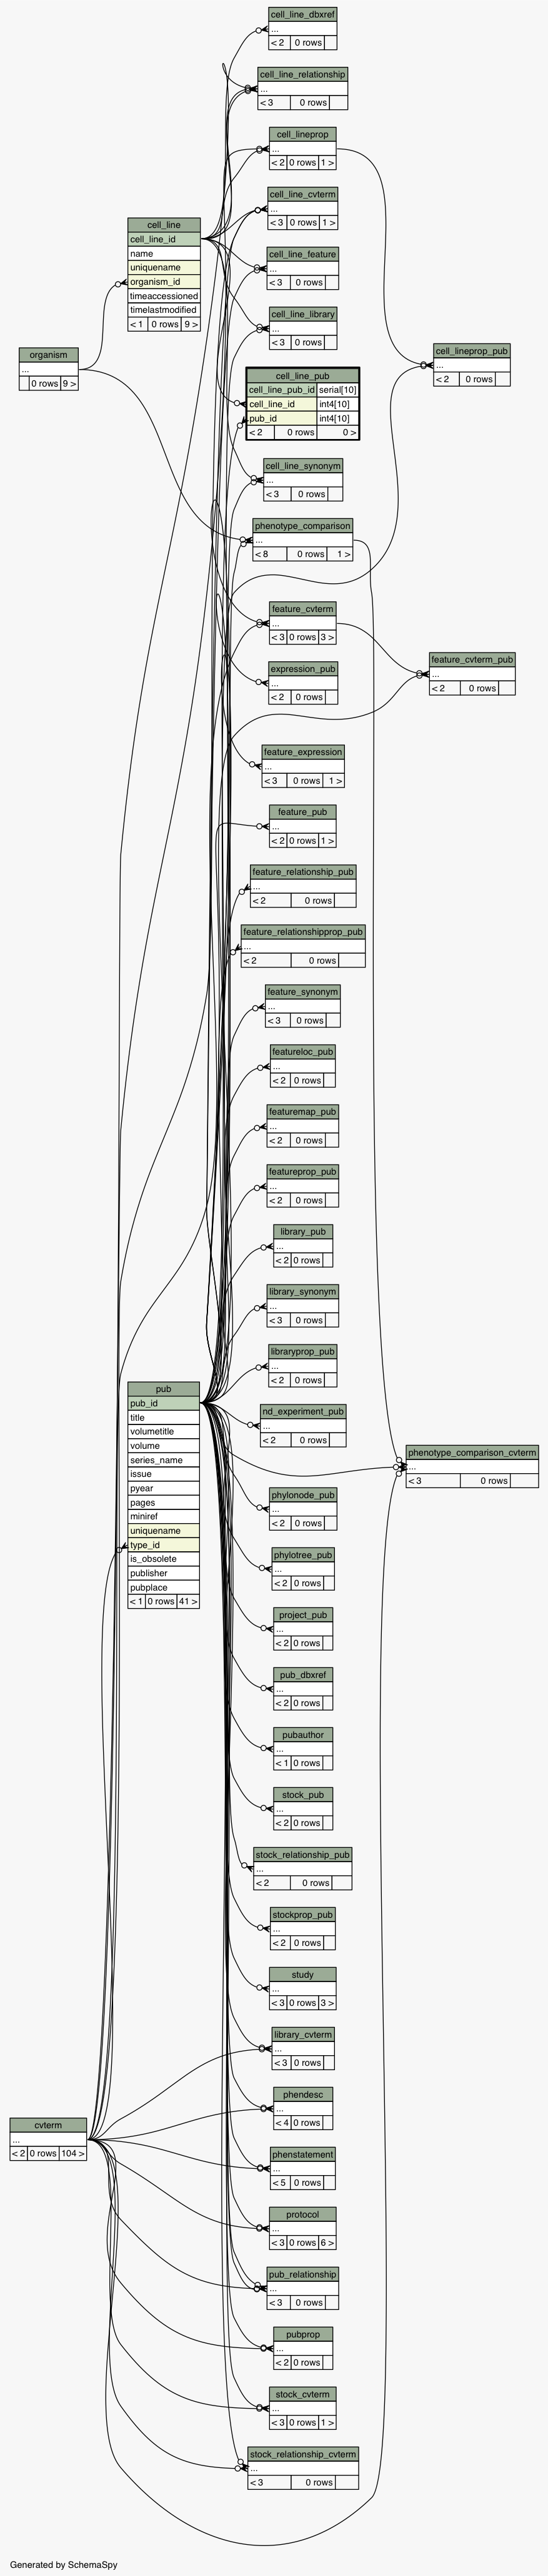 cell_line_dbxref
...
< 2 0 rows
cell_line_relationship
...
< 3 0 rows
cell_lineprop
...
< 2 0 rows 1 >
cell_line_cvterm
...
< 3 0 rows 1 >
cell_line
cell_line_id
name
uniquename
organism_id
timeaccessioned
timelastmodified
< 1 0 rows 9 >
cell_line_feature
...
< 3 0 rows
cell_line_library
...
< 3 0 rows
organism
...
0 rows 9 >
cell_lineprop_pub
...
< 2 0 rows
cell_line_pub
cell_line_pub_id serial[10]
cell_line_id int4[10]
pub_id int4[10]
< 2 0 rows 0 >
cell_line_synonym
...
< 3 0 rows
phenotype_comparison
...
< 8 0 rows 1 >
feature_cvterm
...
< 3 0 rows 3 >
feature_cvterm_pub
...
< 2 0 rows
expression_pub
...
< 2 0 rows
feature_expression
...
< 3 0 rows 1 >
feature_pub
...
< 2 0 rows 1 >
feature_relationship_pub
...
< 2 0 rows
feature_relationshipprop_pub
...
< 2 0 rows
feature_synonym
...
< 3 0 rows
featureloc_pub
...
< 2 0 rows
featuremap_pub
...
< 2 0 rows
featureprop_pub
...
< 2 0 rows
library_pub
...
< 2 0 rows
library_synonym
...
< 3 0 rows
libraryprop_pub
...
< 2 0 rows
pub
pub_id
title
volumetitle
volume
series_name
issue
pyear
pages
miniref
uniquename
type_id
is_obsolete
publisher
pubplace
< 1 0 rows 41 >
nd_experiment_pub
...
< 2 0 rows
phenotype_comparison_cvterm
...
< 3 0 rows
phylonode_pub
...
< 2 0 rows
phylotree_pub
...
< 2 0 rows
project_pub
...
< 2 0 rows
pub_dbxref
...
< 2 0 rows
pubauthor
...
< 1 0 rows
stock_pub
...
< 2 0 rows
stock_relationship_pub
...
< 2 0 rows
stockprop_pub
...
< 2 0 rows
study
...
< 3 0 rows 3 >
library_cvterm
...
< 3 0 rows
phendesc
...
< 4 0 rows
cvterm
...
< 2 0 rows 104 >
phenstatement
...
< 5 0 rows
protocol
...
< 3 0 rows 6 >
pub_relationship
...
< 3 0 rows
pubprop
...
< 2 0 rows
stock_cvterm
...
< 3 0 rows 1 >
stock_relationship_cvterm
...
< 3 0 rows
Generated by SchemaSpy